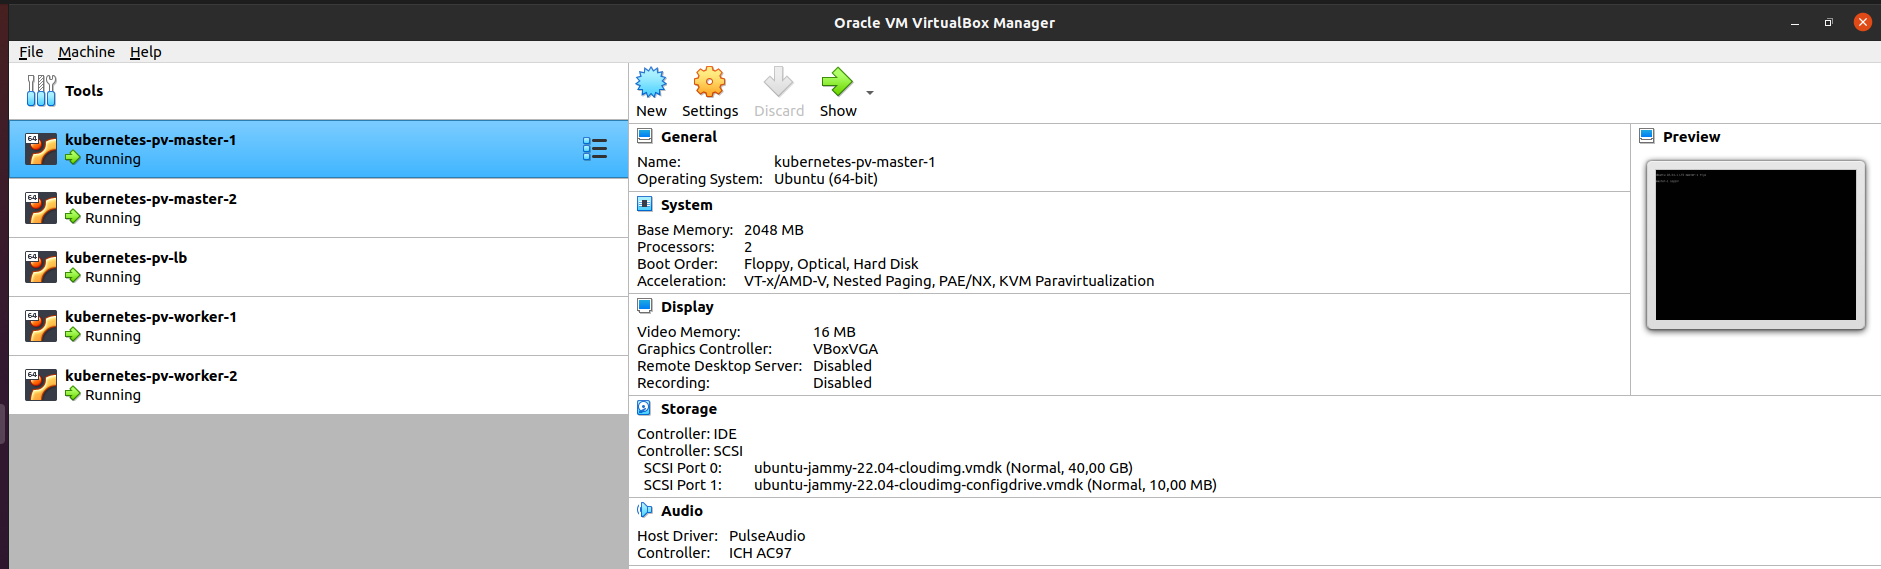 Oracle VM VirtualBox Manager
File Machine Help
Tools
64
kubernetes-pv-master-1
Running
64
kubernetes-pv-master-2
Running
64
kubernetes-pv-lb
Running
64
kubernetes-pv-worker-1
Running
64
kubernetes-pv-worker-2
Running
New Settings Discard Show
General
Name: kubernetes-pv-master-1
Operating System: Ubuntu (64-bit)
System
Base Memory: 2048 MB
Processors: 2
Boot Order: Floppy, Optical, Hard Disk
Acceleration: VT-x/AMD-V, Nested Paging, PAE/NX, KVM Paravirtualization
Display
Video Memory: 16 MB
Graphics Controller: VBoxVGA
Remote Desktop Server: Disabled
Recording: Disabled
Storage
Controller: IDE
Controller: SCSI
SCSI Port 0: ubuntu-jammy-22.04-cloudimg.vmdk (Normal, 40,00 GB)
SCSI Port 1: ubuntu-jammy-22.04-cloudimg-configdrive.vmdk (Normal, 10,00 MB)
Audio
Host Driver: PulseAudio
Controller: ICH AC97
Preview